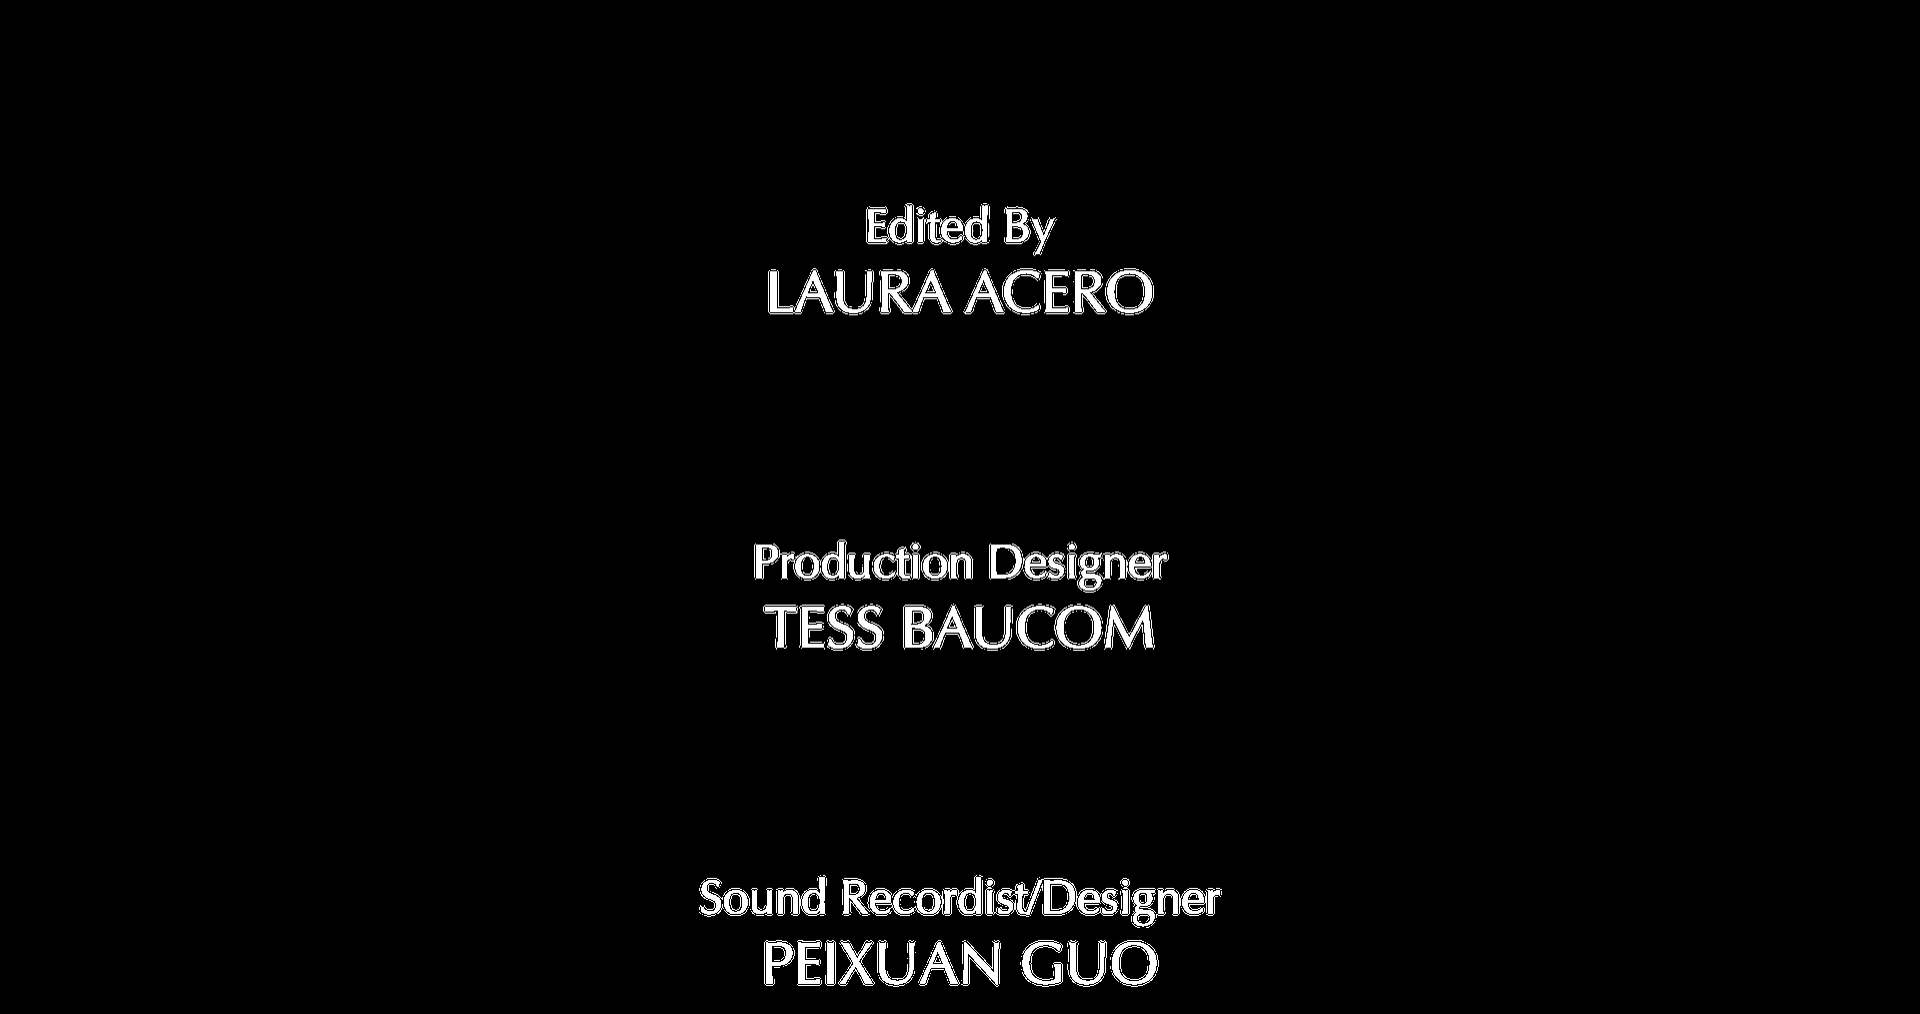 Edited By
LAURA ACERO
Production Designer
TESS BAUCOM
Sound Recordist/Designer
PEIXUAN GUO